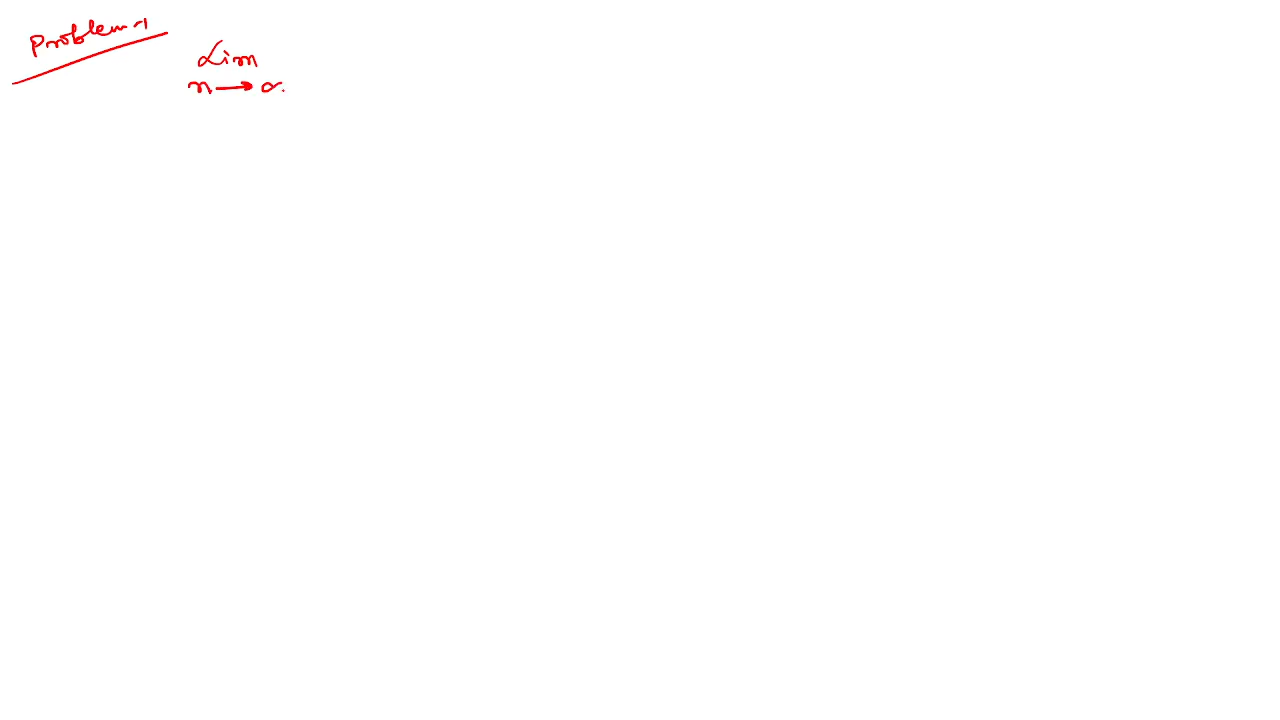 Problem-1
Lim
n → α